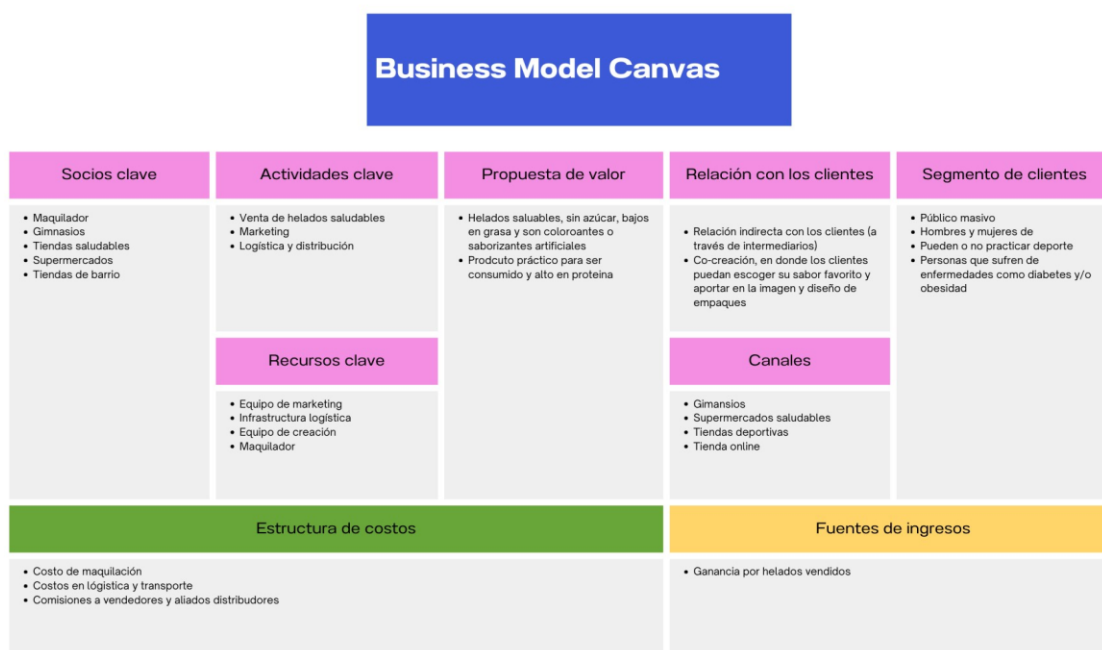 Business Model Canvas
Socios clave
• Maquilador
• Gimnasios
• Tiendas saludables
• Supermercados
• Tiendas de barrio
Actividades clave
• Venta de helados saludables
• Marketing
• Logística y distribución
Recursos clave
• Equipo de marketing
• Infrastructura logística
• Equipo de creación
• Maquilador
Propuesta de valor
• Helados saluables, sin azúcar, bajos
en grasa y son coloroantes o
saborizantes artificiales
• Prodcuto práctico para ser
consumido y alto en proteina
Relación con los clientes
• Relación indirecta con los clientes (a
través de intermediarios)
• Co-creación, en donde los clientes
puedan escoger su sabor favorito y
aportar en la imagen y diseño de
empaques
Canales
• Gimansios
• Supermercados saludables
• Tiendas deportivas
• Tienda online
Segmento de clientes
• Público masivo
• Hombres y mujeres de
• Pueden o no practicar deporte
• Personas que sufren de
enfermedades como diabetes y/o
obesidad
Estructura de costos
• Costo de maquilación
• Costos en lógistica y transporte
• Comisiones a vendedores y aliados distribudores
Fuentes de ingresos
• Ganancia por helados vendidos